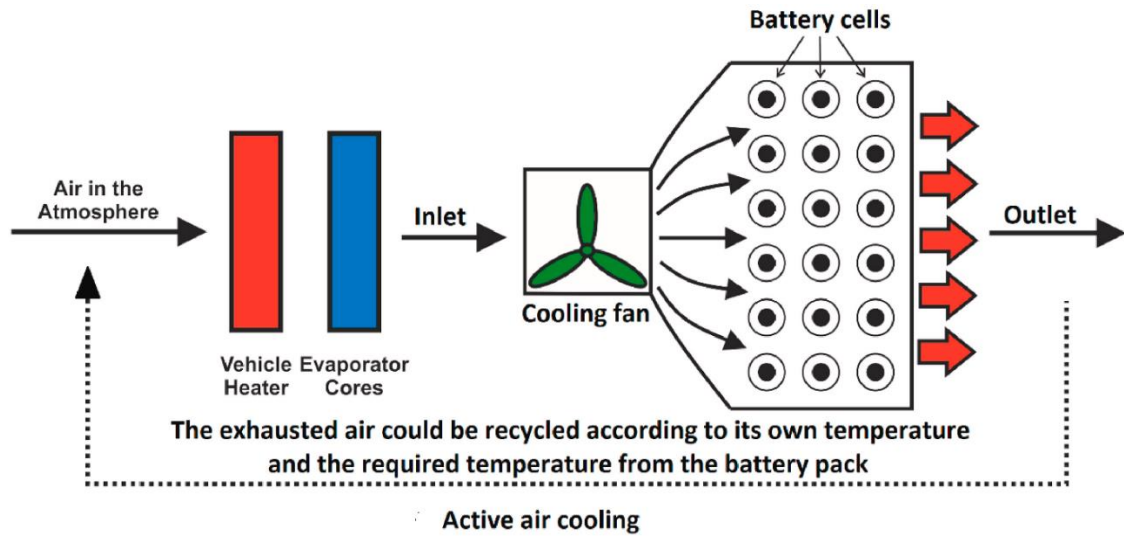 Battery cells
Air in the
Atmosphere
Inlet
Outlet
Cooling fan
Vehicle
Heater
Evaporator
Cores
The exhausted air could be recycled according to its own temperature
and the required temperature from the battery pack
Active air cooling